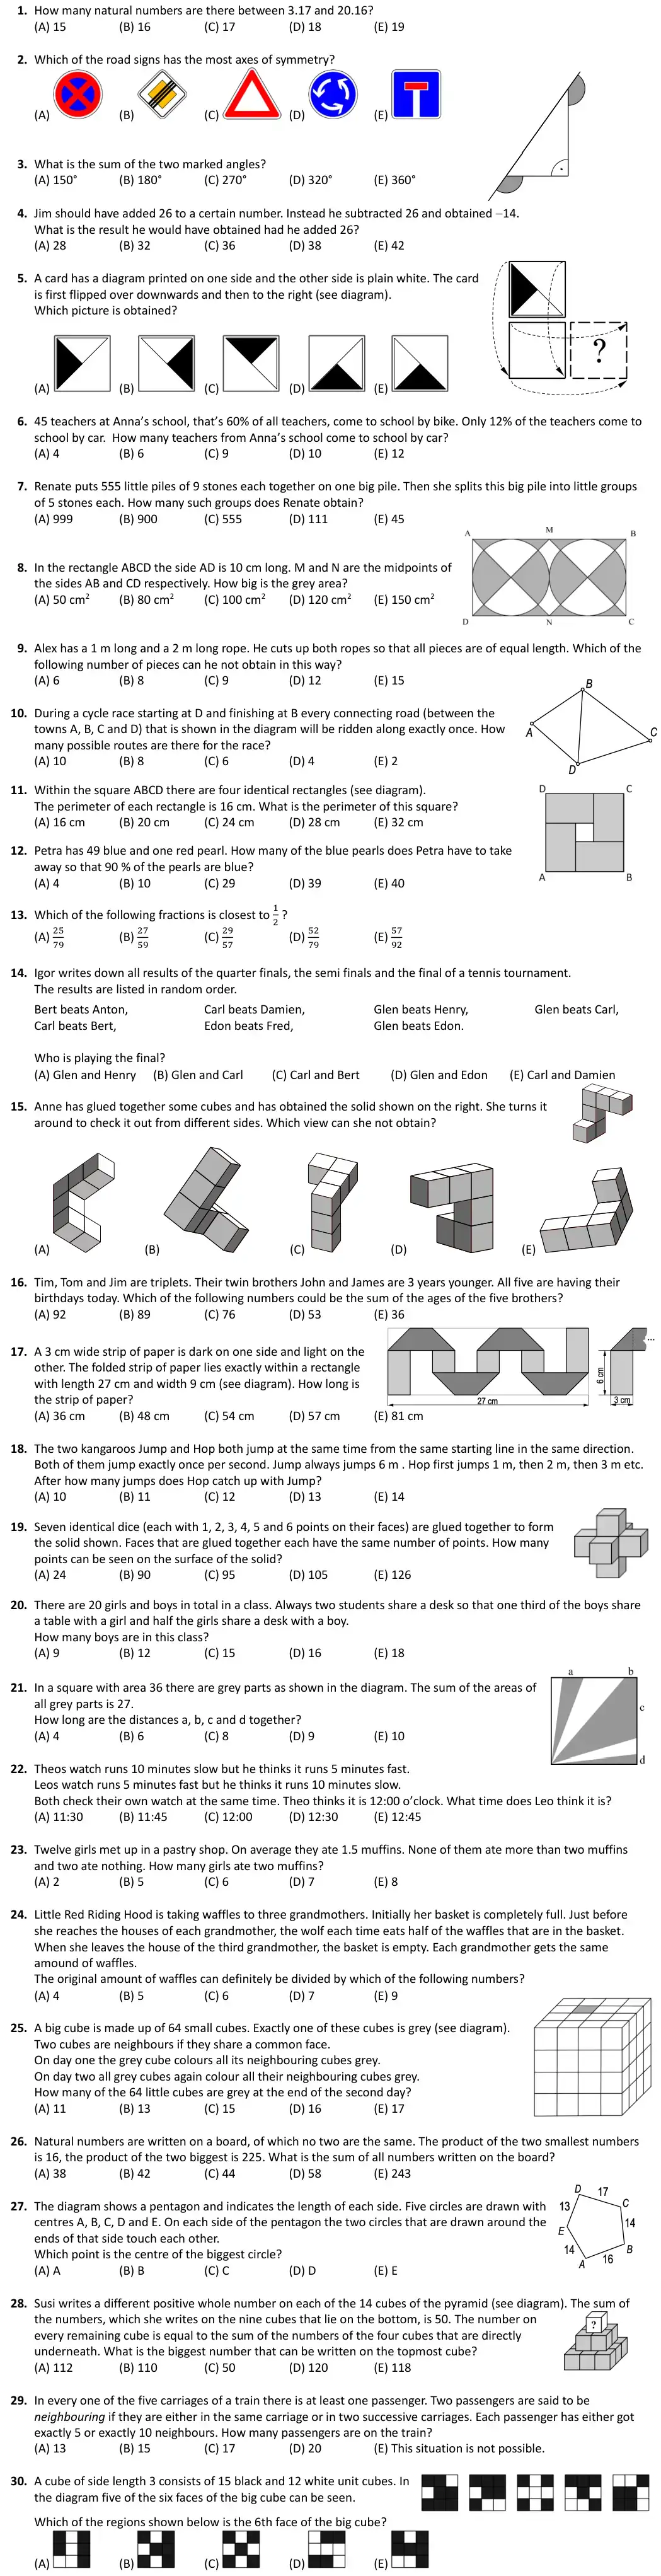 1. How many natural numbers are there between 3.17 and 20.16?
(A) 15 (B) 16 (C) 17 (D) 18 (E) 19
2. Which of the road signs has the most axes of symmetry?
(A) (B) (C) (D) (E)
3. What is the sum of the two marked angles?
(A) 150° (B) 180° (C) 270° (D) 320° (E) 360°
4. Jim should have added 26 to a certain number. Instead he subtracted 26 and obtained −14.
What is the result he would have obtained had he added 26?
(A) 28 (B) 32 (C) 36 (D) 38 (E) 42
5. A card has a diagram printed on one side and the other side is plain white. The card
is first flipped over downwards and then to the right (see diagram).
Which picture is obtained?
?
(A) (B) (C) (D) (E)
6. 45 teachers at Anna's school, that's 60% of all teachers, come to school by bike. Only 12% of the teachers come to
school by car. How many teachers from Anna's school come to school by car?
(A) 4 (B) 6 (C) 9 (D) 10 (E) 12
7. Renate puts 555 little piles of 9 stones each together on one big pile. Then she splits this big pile into little groups
of 5 stones each. How many such groups does Renate obtain?
(A) 999 (B) 900 (C) 555 (D) 111 (E) 45
A M B
8. In the rectangle ABCD the side AD is 10 cm long. M and N are the midpoints of
the sides AB and CD respectively. How big is the grey area?
(A) 50 cm² (B) 80 cm² (C) 100 cm² (D) 120 cm² (E) 150 cm²
D N C
9. Alex has a 1 m long and a 2 m long rope. He cuts up both ropes so that all pieces are of equal length. Which of the
following number of pieces can he not obtain in this way?
(A) 6 (B) 8 (C) 9 (D) 12 (E) 15
B
10. During a cycle race starting at D and finishing at B every connecting road (between the
towns A, B, C and D) that is shown in the diagram will be ridden along exactly once. How
many possible routes are there for the race?
(A) 10 (B) 8 (C) 6 (D) 4 (E) 2
A C
D
11. Within the square ABCD there are four identical rectangles (see diagram).
The perimeter of each rectangle is 16 cm. What is the perimeter of this square?
(A) 16 cm (B) 20 cm (C) 24 cm (D) 28 cm (E) 32 cm
D C
A B
12. Petra has 49 blue and one red pearl. How many of the blue pearls does Petra have to take
away so that 90 % of the pearls are blue?
(A) 4 (B) 10 (C) 29 (D) 39 (E) 40
13. Which of the following fractions is closest to 1/2 ?
(A) 25/79 (B) 27/59 (C) 29/57 (D) 52/79 (E) 57/92
14. Igor writes down all results of the quarter finals, the semi finals and the final of a tennis tournament.
The results are listed in random order.
Bert beats Anton, Carl beats Damien, Glen beats Henry, Glen beats Carl,
Carl beats Bert, Edon beats Fred, Glen beats Edon.
Who is playing the final?
(A) Glen and Henry (B) Glen and Carl (C) Carl and Bert (D) Glen and Edon (E) Carl and Damien
15. Anne has glued together some cubes and has obtained the solid shown on the right. She turns it
around to check it out from different sides. Which view can she not obtain?
(A) (B) (C) (D) (E)
16. Tim, Tom and Jim are triplets. Their twin brothers John and James are 3 years younger. All five are having their
birthdays today. Which of the following numbers could be the sum of the ages of the five brothers?
(A) 92 (B) 89 (C) 76 (D) 53 (E) 36
17. A 3 cm wide strip of paper is dark on one side and light on the
other. The folded strip of paper lies exactly within a rectangle
with length 27 cm and width 9 cm (see diagram). How long is
the strip of paper?
(A) 36 cm (B) 48 cm (C) 54 cm (D) 57 cm (E) 81 cm
...
6 cm
27 cm 3 cm
18. The two kangaroos Jump and Hop both jump at the same time from the same starting line in the same direction.
Both of them jump exactly once per second. Jump always jumps 6 m . Hop first jumps 1 m, then 2 m, then 3 m etc.
After how many jumps does Hop catch up with Jump?
(A) 10 (B) 11 (C) 12 (D) 13 (E) 14
19. Seven identical dice (each with 1, 2, 3, 4, 5 and 6 points on their faces) are glued together to form
the solid shown. Faces that are glued together each have the same number of points. How many
points can be seen on the surface of the solid?
(A) 24 (B) 90 (C) 95 (D) 105 (E) 126
20. There are 20 girls and boys in total in a class. Always two students share a desk so that one third of the boys share
a table with a girl and half the girls share a desk with a boy.
How many boys are in this class?
(A) 9 (B) 12 (C) 15 (D) 16 (E) 18
a b
21. In a square with area 36 there are grey parts as shown in the diagram. The sum of the areas of
all grey parts is 27.
How long are the distances a, b, c and d together?
(A) 4 (B) 6 (C) 8 (D) 9 (E) 10
c
d
22. Theos watch runs 10 minutes slow but he thinks it runs 5 minutes fast.
Leos watch runs 5 minutes fast but he thinks it runs 10 minutes slow.
Both check their own watch at the same time. Theo thinks it is 12:00 o'clock. What time does Leo think it is?
(A) 11:30 (B) 11:45 (C) 12:00 (D) 12:30 (E) 12:45
23. Twelve girls met up in a pastry shop. On average they ate 1.5 muffins. None of them ate more than two muffins
and two ate nothing. How many girls ate two muffins?
(A) 2 (B) 5 (C) 6 (D) 7 (E) 8
24. Little Red Riding Hood is taking waffles to three grandmothers. Initially her basket is completely full. Just before
she reaches the houses of each grandmother, the wolf each time eats half of the waffles that are in the basket.
When she leaves the house of the third grandmother, the basket is empty. Each grandmother gets the same
amound of waffles.
The original amount of waffles can definitely be divided by which of the following numbers?
(A) 4 (B) 5 (C) 6 (D) 7 (E) 9
25. A big cube is made up of 64 small cubes. Exactly one of these cubes is grey (see diagram).
Two cubes are neighbours if they share a common face.
On day one the grey cube colours all its neighbouring cubes grey.
On day two all grey cubes again colour all their neighbouring cubes grey.
How many of the 64 little cubes are grey at the end of the second day?
(A) 11 (B) 13 (C) 15 (D) 16 (E) 17
26. Natural numbers are written on a board, of which no two are the same. The product of the two smallest numbers
is 16, the product of the two biggest is 225. What is the sum of all numbers written on the board?
(A) 38 (B) 42 (C) 44 (D) 58 (E) 243
27. The diagram shows a pentagon and indicates the length of each side. Five circles are drawn with
centres A, B, C, D and E. On each side of the pentagon the two circles that are drawn around the
ends of that side touch each other.
Which point is the centre of the biggest circle?
(A) A (B) B (C) C (D) D (E) E
D 17
13 C
E 14
14 B
A 16
28. Susi writes a different positive whole number on each of the 14 cubes of the pyramid (see diagram). The sum of
the numbers, which she writes on the nine cubes that lie on the bottom, is 50. The number on
every remaining cube is equal to the sum of the numbers of the four cubes that are directly
underneath. What is the biggest number that can be written on the topmost cube?
(A) 112 (B) 110 (C) 50 (D) 120 (E) 118
?
29. In every one of the five carriages of a train there is at least one passenger. Two passengers are said to be
neighbouring if they are either in the same carriage or in two successive carriages. Each passenger has either got
exactly 5 or exactly 10 neighbours. How many passengers are on the train?
(A) 13 (B) 15 (C) 17 (D) 20 (E) This situation is not possible.
30. A cube of side length 3 consists of 15 black and 12 white unit cubes. In
the diagram five of the six faces of the big cube can be seen.
Which of the regions shown below is the 6th face of the big cube?
(A) (B) (C) (D) (E)